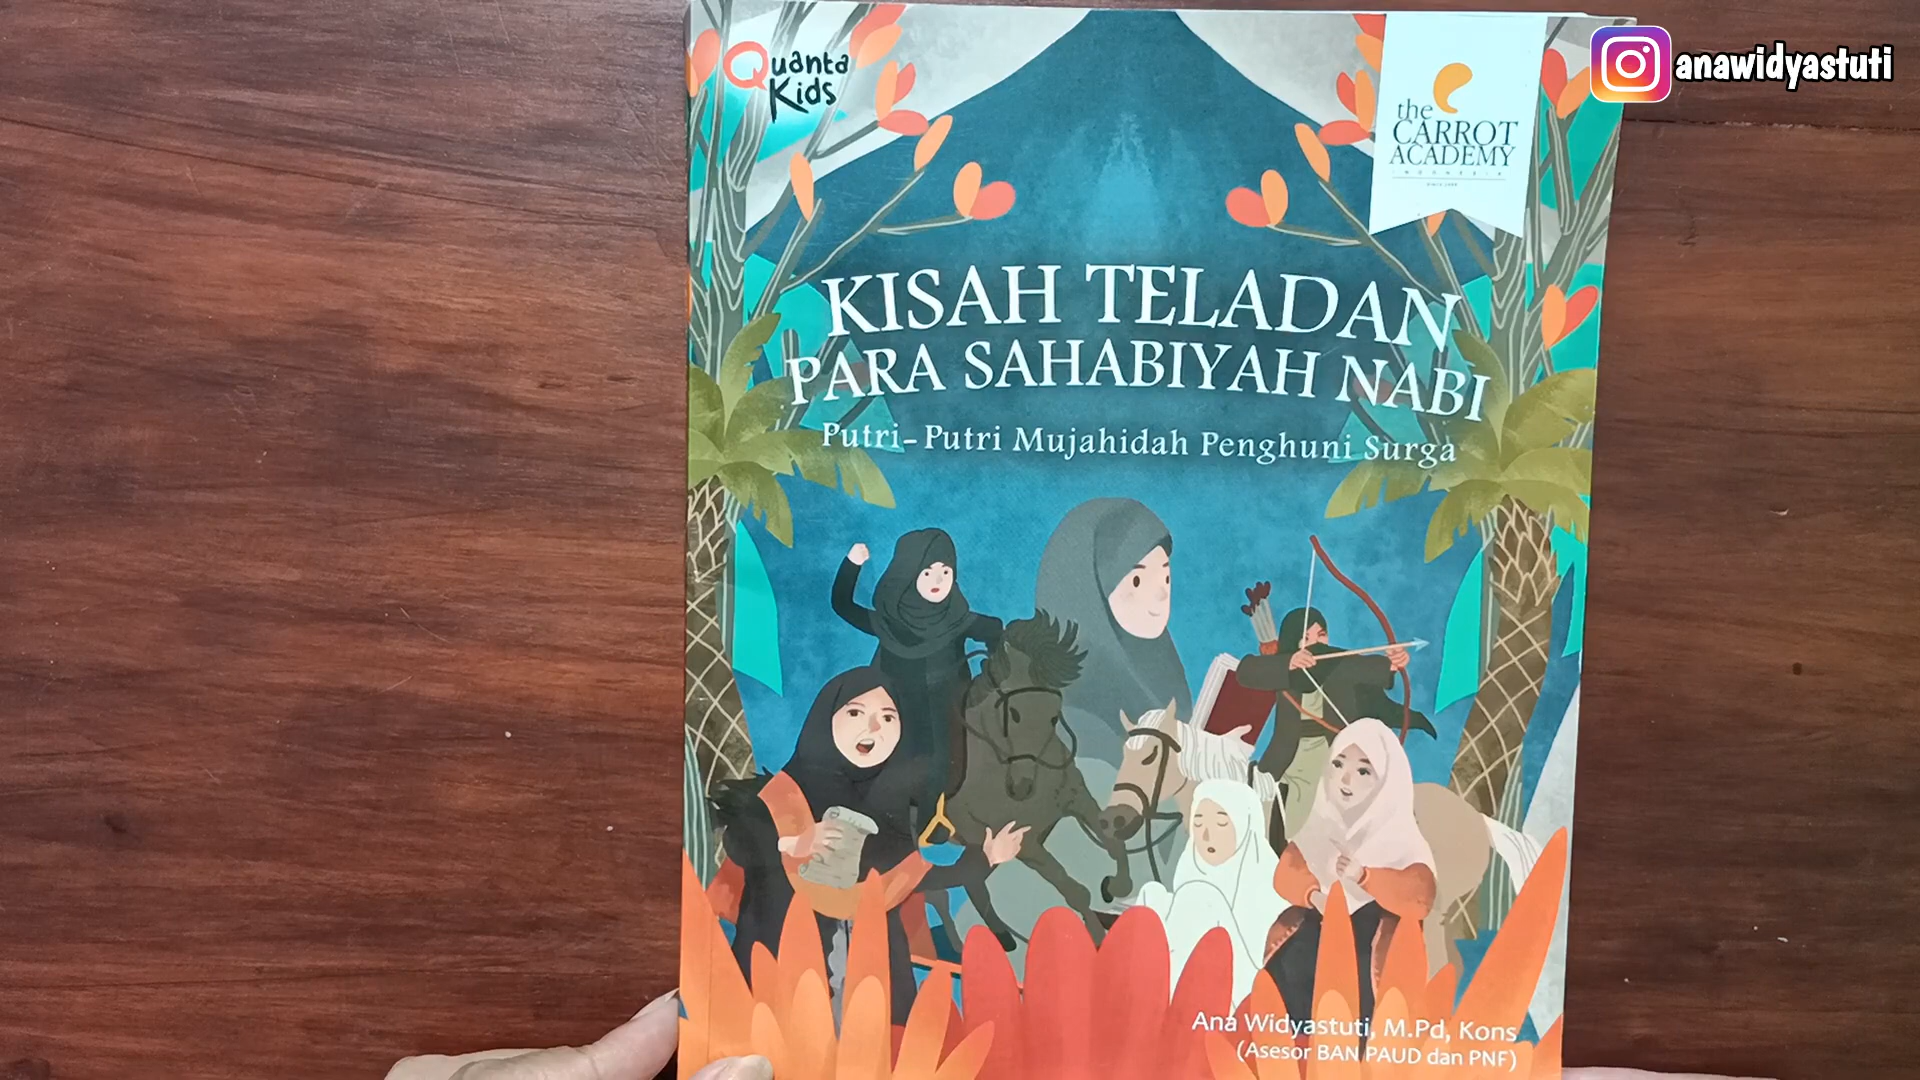 Quanta
Kids
the
CARROT
ACADEMY
INDONESIA
anawidyastuti
KISAH TELADAN
PARA SAHABIYAH NABI
Putri-Putri Mujahidah Penghuni Surga
Ana Widyastuti, M.Pd, Kons
(Asesor BAN PAUD dan PNF)